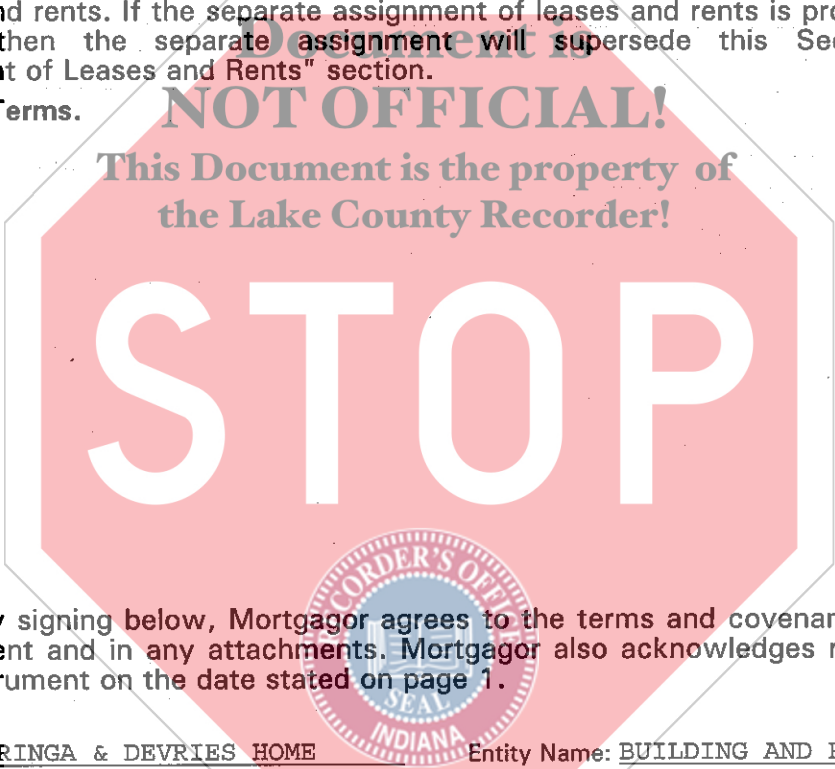 nd rents. If the separate assignment of leases and rents is pr
then the separate assignment will supersede this Se
nt of Leases and Rents" section.
Terms.
Document is
NOT OFFICIAL!
This Document is the property of
the Lake County Recorder!
STOP
RECORDER'S OFFICE
SEAL
INDIANA
y signing below, Mortgagor agrees to the terms and covenan
ent and in any attachments. Mortgagor also acknowledges
rument on the date stated on page 1.
RINGA & DEVRIES HOME Entity Name: BUILDING AND